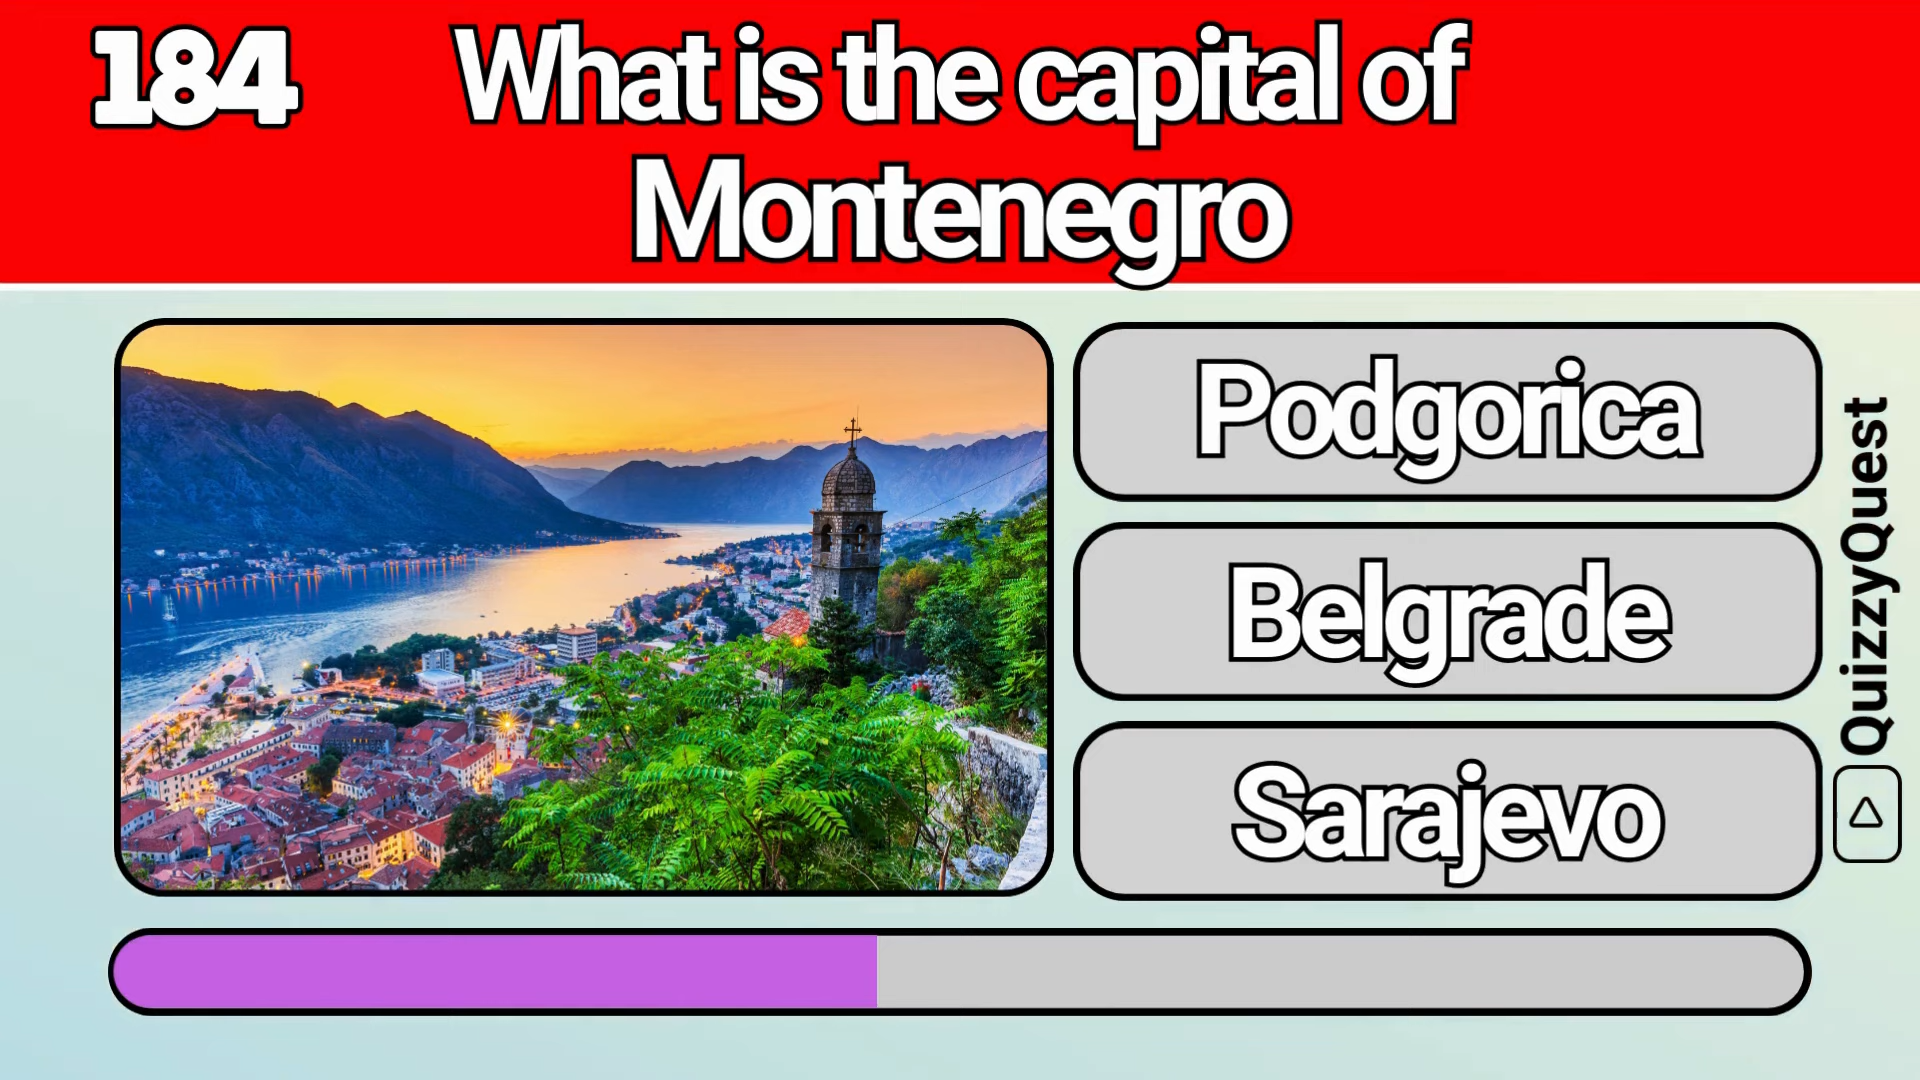 184
What is the capital of
Montenegro
Podgorica
Belgrade
Sarajevo
QuizzyQuest